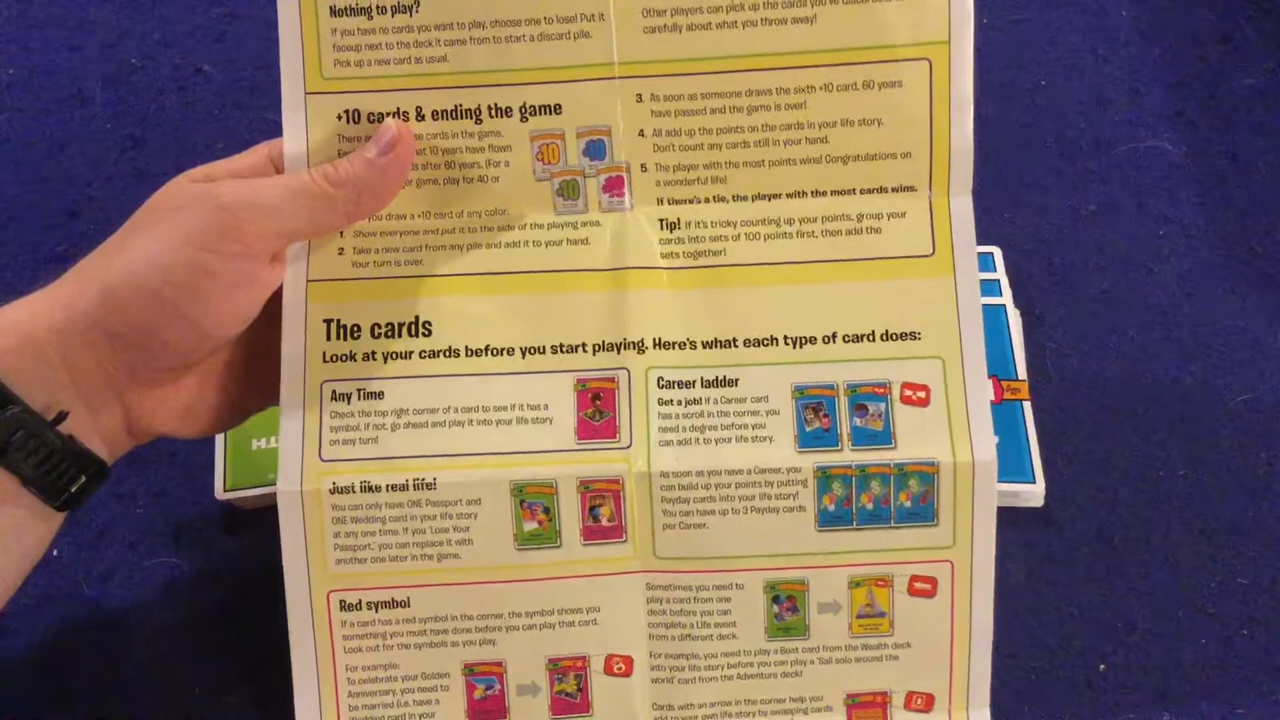 Nothing to play?
If you have no cards you want to play, choose one to lose! Put it
faceup next to the deck it came from to start a discard pile.
Pick up a new card as usual.
Other players can pick up the cards
carefully about what you throw away!
+10 cards & ending the game
There cards in the game.
that 10 years have flown
after 60 years. (For a
game, play for 40 or
you draw a +10 card of any color:
1. Show everyone and put it to the side of the playing area.
2. Take a new card from any pile and add it to your hand.
Your turn is over.
+10
+10
+10
3. As soon as someone draws the sixth +10 card, 60 years
have passed and the game is over!
4. All add up the points on the cards in your life story.
Don't count any cards still in your hand.
5. The player with the most points wins! Congratulations on
a wonderful life!
If there's a tie, the player with the most cards wins.
Tip! If it's tricky counting up your points, group your
cards into sets of 100 points first, then add the
sets together!
The cards
Look at your cards before you start playing. Here's what each type of card does:
Any Time
Check the top right corner of a card to see if it has a
symbol. If not, go ahead and play it into your life story
on any turn!
Just like real life!
You can only have ONE Passport and
ONE Wedding card in your life story
at any one time. If you 'Lose Your
Passport,' you can replace it with
another one later in the game.
Career ladder
Get a job! If a Career card
has a scroll in the corner, you
need a degree before you
can add it to your life story.
As soon as you have a Career, you
can build up your points by putting
Payday cards into your life story!
You can have up to 3 Payday cards
per Career.
Red symbol
If a card has a red symbol in the corner, the symbol shows you
something you must have done before you can play that card.
Look out for the symbols as you play.
For example:
To celebrate your Golden
Anniversary, you need to
be married (i.e. have a
Wedding card in your
Sometimes you need to
play a card from one
deck before you can
complete a Life event
from a different deck.
For example, you need to play a Boat card from the Wealth deck
into your life story before you can play a 'Sail solo around the
world' card from the Adventure deck!
Cards with an arrow in the corner help you
add to your own life story by swapping cards